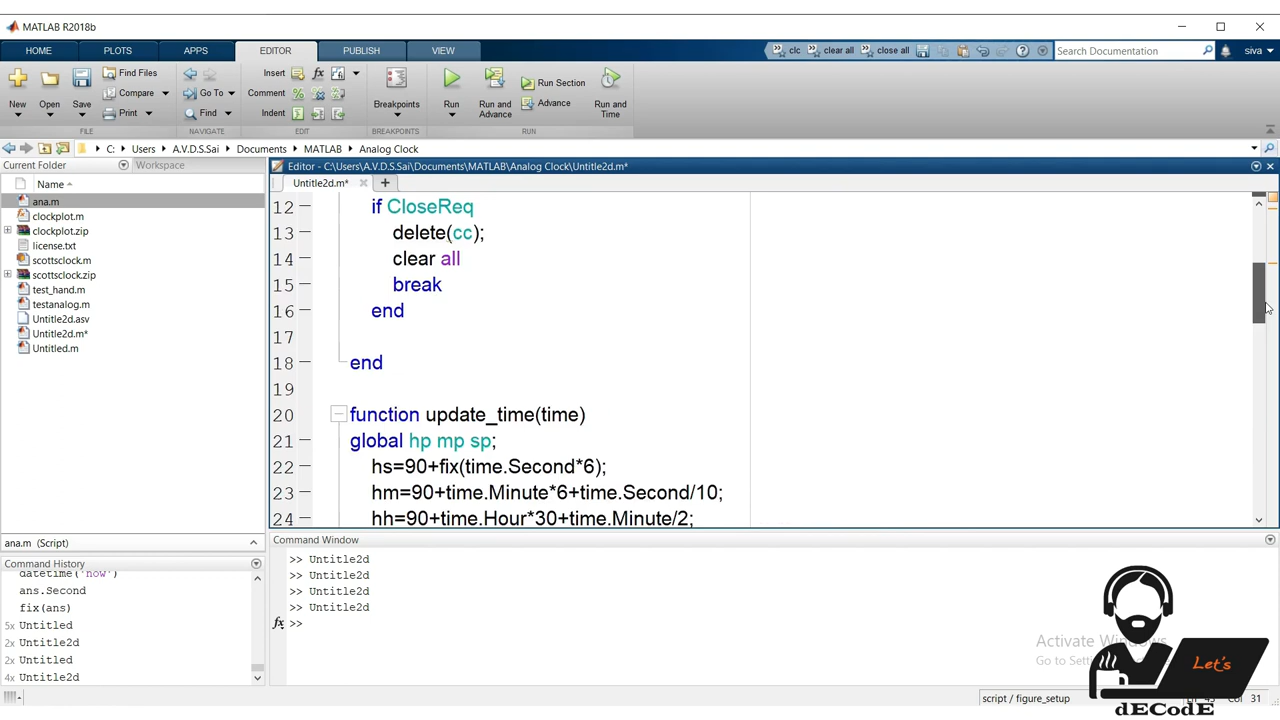 MATLAB R2018b
HOME PLOTS APPS EDITOR PUBLISH VIEW clc clear all close all Search Documentation siva
Find Files Insert fx Run Section
Compare Go To Comment Advance
New Open Save Print Find Indent Breakpoints Run Run and Advance Run and Time
FILE NAVIGATE EDIT BREAKPOINTS RUN
C: Users A.V.D.S.Sai Documents MATLAB Analog Clock
Current Folder Workspace
Name
ana.m
clockplot.m
clockplot.zip
license.txt
scottsclock.m
scottsclock.zip
test_hand.m
testanalog.m
Untitle2d.asv
Untitle2d.m*
Untitled.m
ana.m (Script)
Command History
datetime('now')
ans.Second
fix(ans)
5x Untitled
2x Untitle2d
2x Untitled
4x Untitle2d
Editor - C:\Users\A.V.D.S.Sai\Documents\MATLAB\Analog Clock\Untitle2d.m*
Untitle2d.m*
12 – if CloseReq
13 – delete(cc);
14 – clear all
15 – break
16 – end
17
18 – end
19
20 function update_time(time)
21 – global hp mp sp;
22 – hs=90+fix(time.Second*6);
23 – hm=90+time.Minute*6+time.Second/10;
24 – hh=90+time.Hour*30+time.Minute/2;
Command Window
>> Untitle2d
>> Untitle2d
>> Untitle2d
>> Untitle2d
fx >>
Activate Windows
Go to
Let's
dECodE
script / figure_setup Col 31